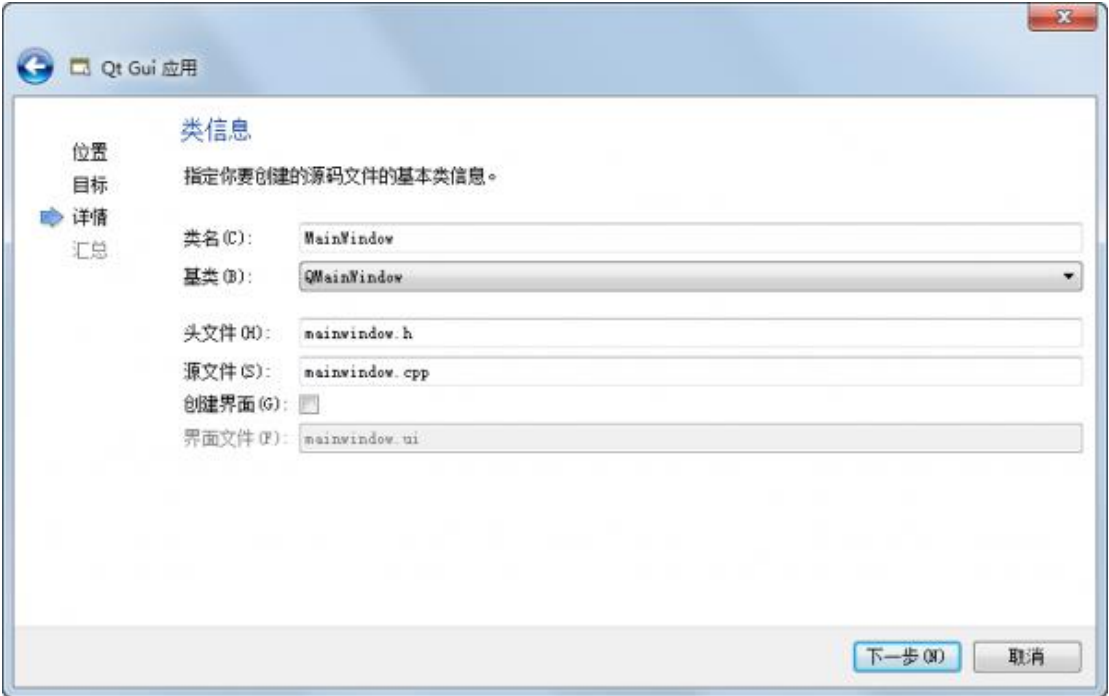 Qt Gui 应用
位置
目标
详情
汇总
类信息
指定你要创建的源码文件的基本类信息。
类名(C): MainWindow
基类(B): QMainWindow
头文件(H): mainwindow.h
源文件(S): mainwindow.cpp
创建界面(G):
界面文件(F): mainwindow.ui
下一步(N) 取消